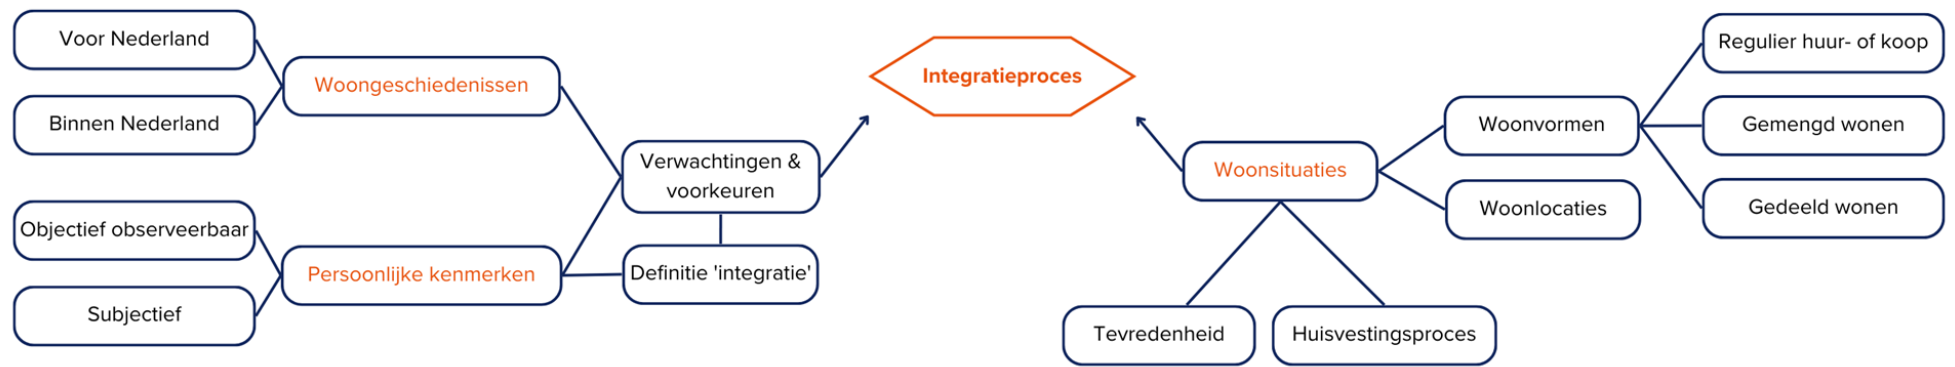 Voor Nederland
Binnen Nederland
Woongeschiedenissen
Objectief observeerbaar
Subjectief
Persoonlijke kenmerken
Verwachtingen &
voorkeuren
Definitie 'integratie'
Integratieproces
Woonsituaties
Tevredenheid
Huisvestingsproces
Woonvormen
Woonlocaties
Regulier huur- of koop
Gemengd wonen
Gedeeld wonen